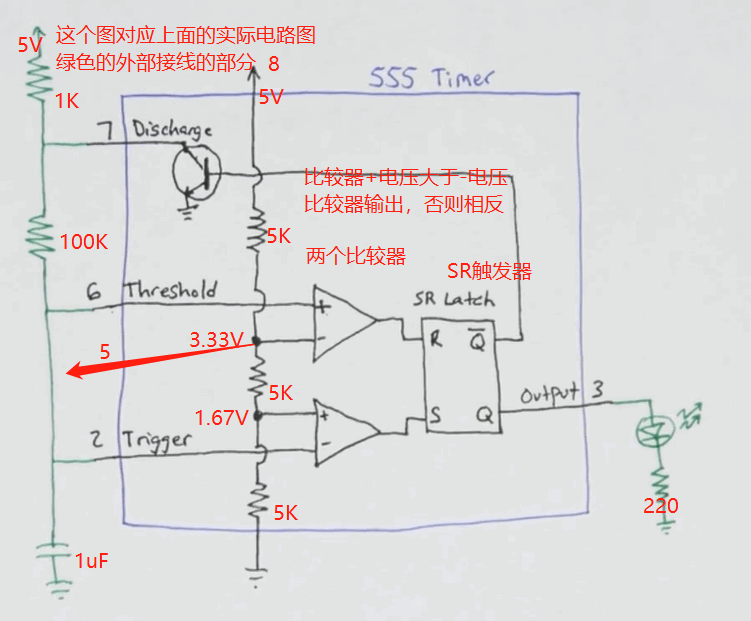 这个图对应上面的实际电路图
5V
绿色的外部接线的部分
8
555 Timer
5V
1K
7 Discharge
比较器+电压大于-电压
比较器输出，否则相反
5K
100K
两个比较器
SR触发器
6 Threshold
SR Latch
+
3.33V
-
R
Q̅
5
5K
Output 3
1.67V
+
S
Q
2 Trigger
-
5K
220
1uF